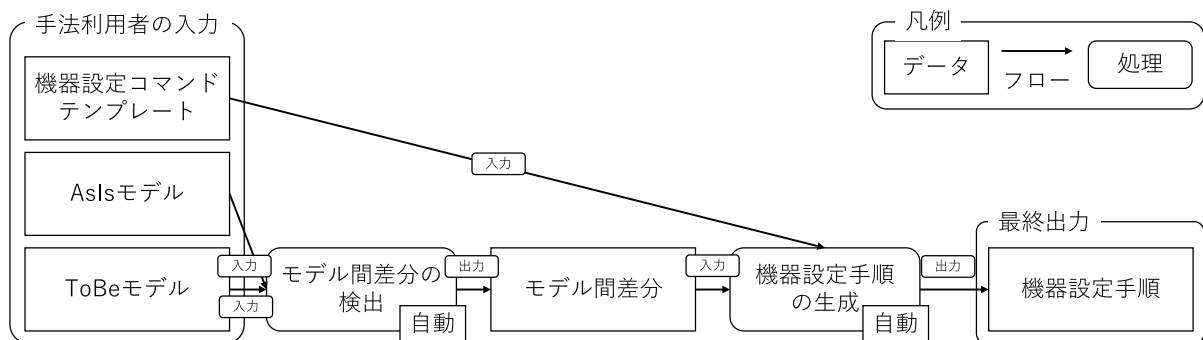 手法利用者の入力
機器設定コマンド
テンプレート
AsIsモデル
ToBeモデル
入力
入力
入力
モデル間差分の
検出
自動
出力
モデル間差分
入力
機器設定手順
の生成
自動
出力
最終出力
機器設定手順
凡例
データ
フロー
処理